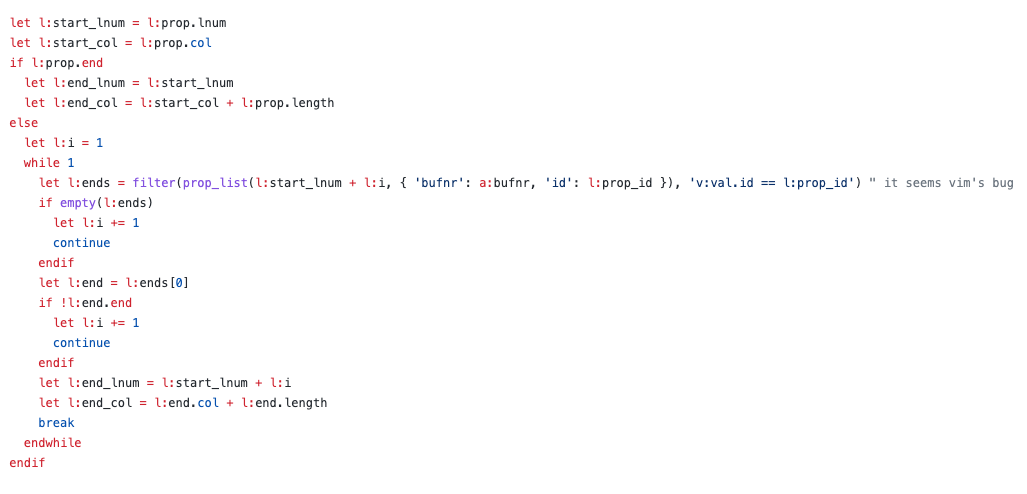 let l:start_lnum = l:prop.lnum
let l:start_col = l:prop.col
if l:prop.end
  let l:end_lnum = l:start_lnum
  let l:end_col = l:start_col + l:prop.length
else
  let l:i = 1
  while 1
    let l:ends = filter(prop_list(l:start_lnum + l:i, { 'bufnr': a:bufnr, 'id': l:prop_id }), 'v:val.id == l:prop_id') " it seems vim's bug
    if empty(l:ends)
      let l:i += 1
      continue
    endif
    let l:end = l:ends[0]
    if !l:end.end
      let l:i += 1
      continue
    endif
    let l:end_lnum = l:start_lnum + l:i
    let l:end_col = l:end.col + l:end.length
    break
  endwhile
endif